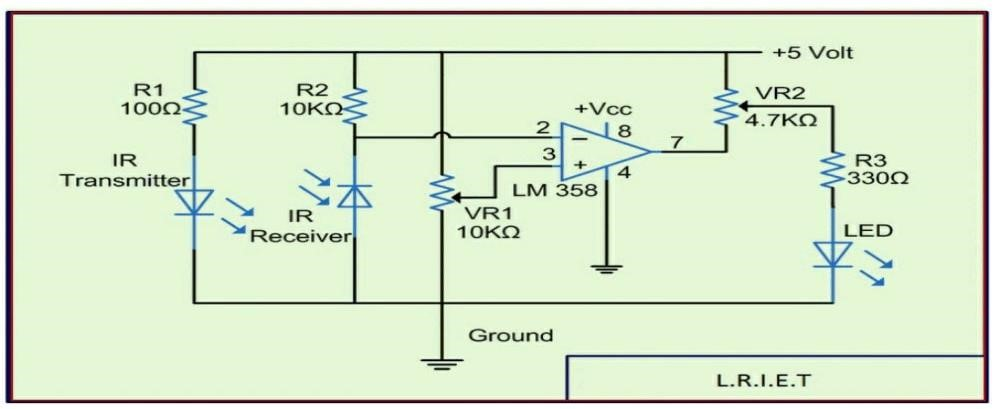 +5 Volt
R1
100Ω
R2
10KΩ
VR2
4.7KΩ
+Vcc
2
8
7
3
4
LM 358
IR
Transmitter
IR
Receiver
VR1
10KΩ
R3
330Ω
LED
Ground
L.R.I.E.T